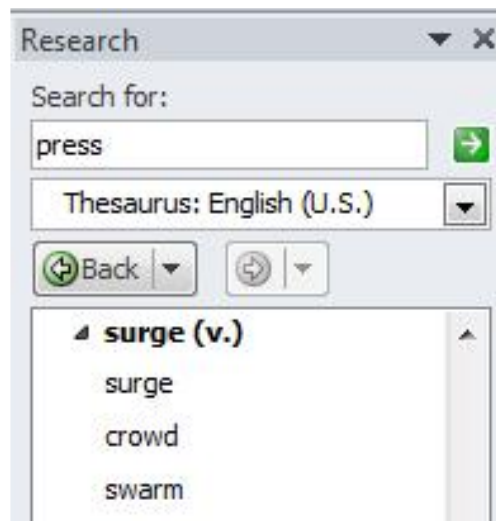 Research
Search for:
press
Thesaurus: English (U.S.)
Back
surge (v.)
surge
crowd
swarm